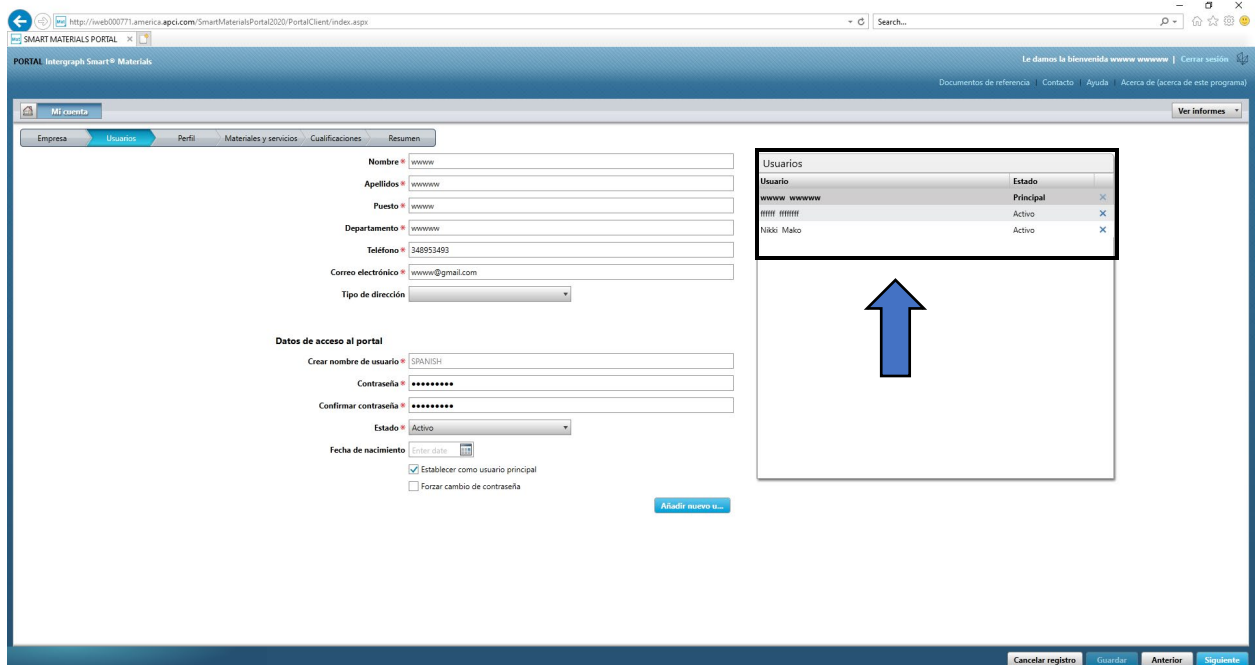 http://iweb000771.america.apci.com/SmartMaterialsPortal2020/PortalClient/index.aspx
Search...
SMART MATERIALS PORTAL
PORTAL Intergraph Smart® Materials
Le damos la bienvenida wwww wwwww | Cerrar sesión
Documentos de referencia | Contacto | Ayuda | Acerca de (acerca de este programa)
Mi cuenta
Ver informes
Empresa Usuarios Perfil Materiales y servicios Cualificaciones Resumen
Nombre * wwww
Apellidos * wwwww
Puesto * wwww
Departamento * wwwww
Teléfono * 348953493
Correo electrónico * wwww@gmail.com
Tipo de dirección
Datos de acceso al portal
Crear nombre de usuario * SPANISH
Contraseña * •••••••••
Confirmar contraseña * •••••••••
Estado * Activo
Fecha de nacimiento Enter date
Establecer como usuario principal
Forzar cambio de contraseña
Añadir nuevo u...
Usuarios
Usuario Estado
wwww wwwww Principal
Activo
Nikki Mako Activo
Cancelar registro Guardar Anterior Siguiente